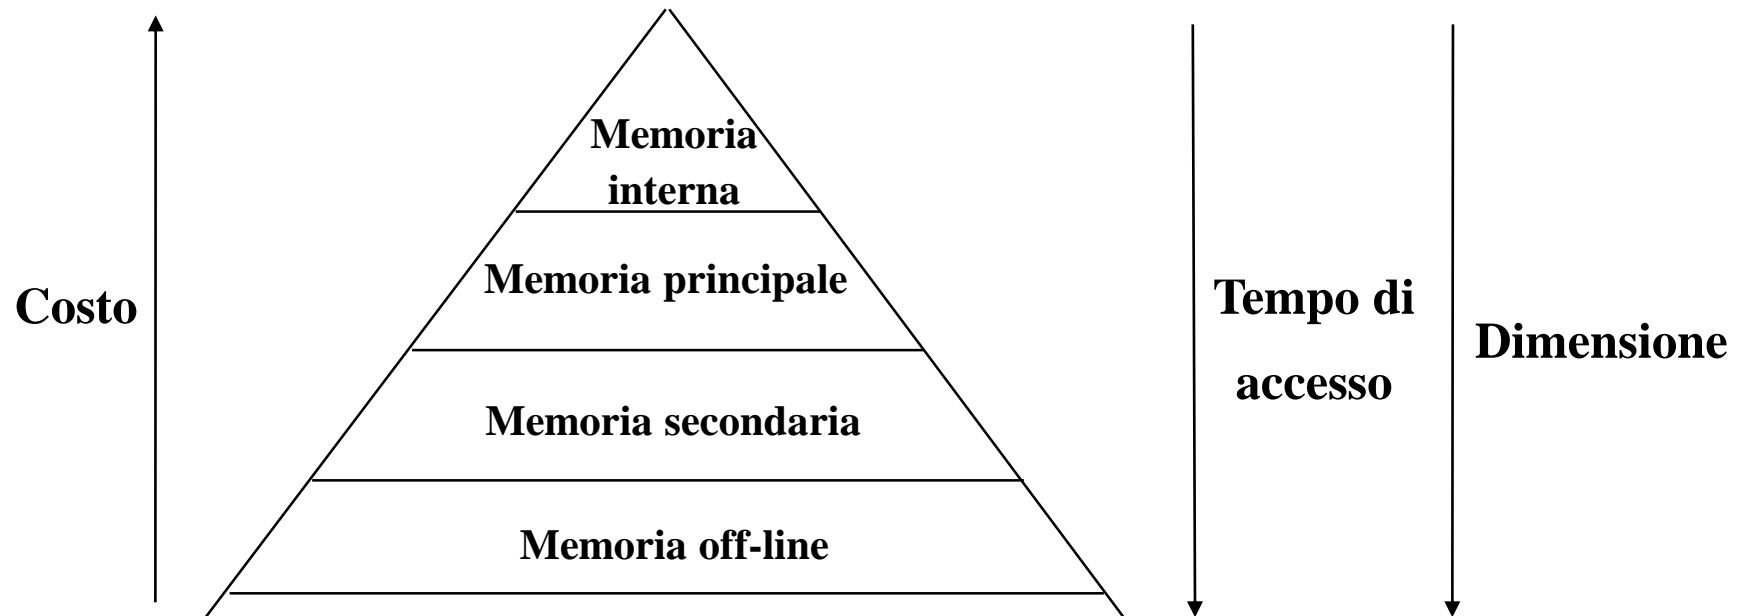 Memoria
interna
Memoria principale
Costo
Tempo di
accesso
Dimensione
Memoria secondaria
Memoria off-line